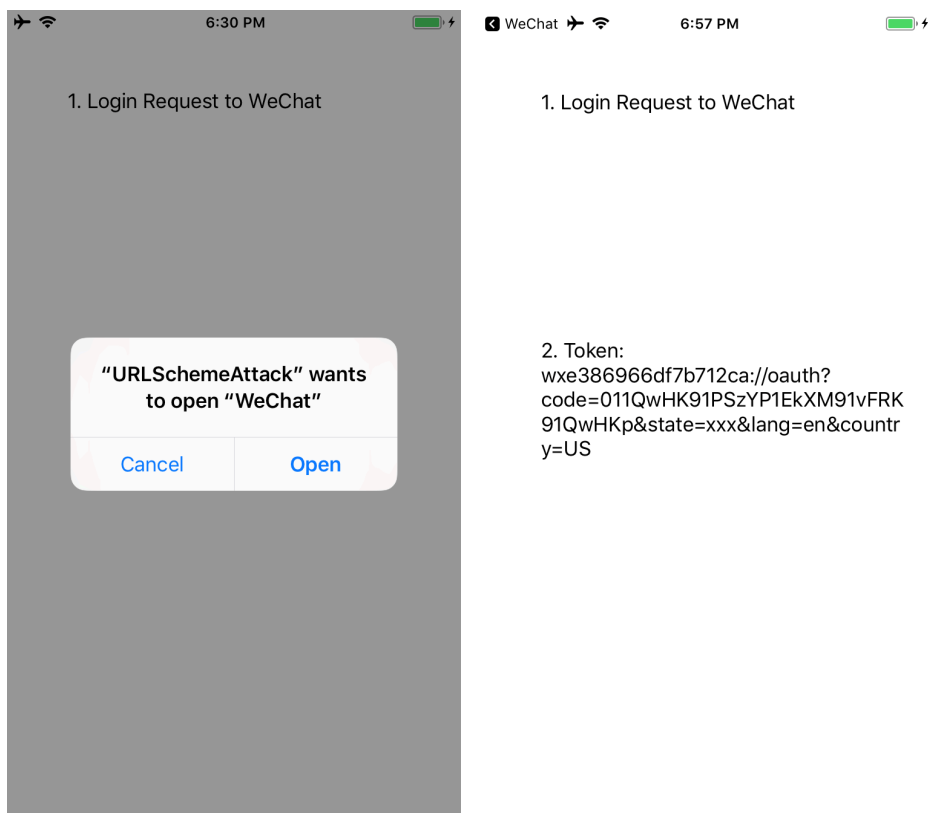 6:30 PM
1. Login Request to WeChat
“URLSchemeAttack” wants
to open “WeChat”
Cancel
Open
WeChat
6:57 PM
1. Login Request to WeChat
2. Token:
wxe386966df7b712ca://oauth?
code=011QwHK91PSzYP1EkXM91vFRK
91QwHKp&state=xxx&lang=en&countr
y=US